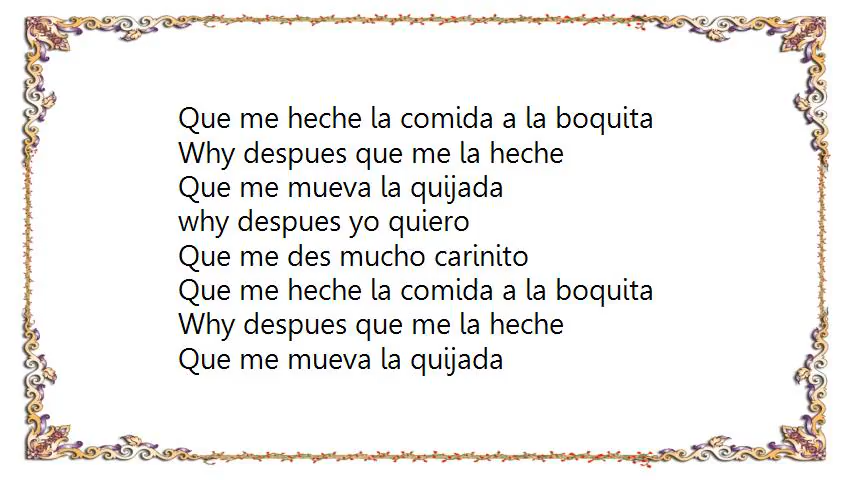 Que me heche la comida a la boquita
Why despues que me la heche
Que me mueva la quijada
why despues yo quiero
Que me des mucho carinito
Que me heche la comida a la boquita
Why despues que me la heche
Que me mueva la quijada